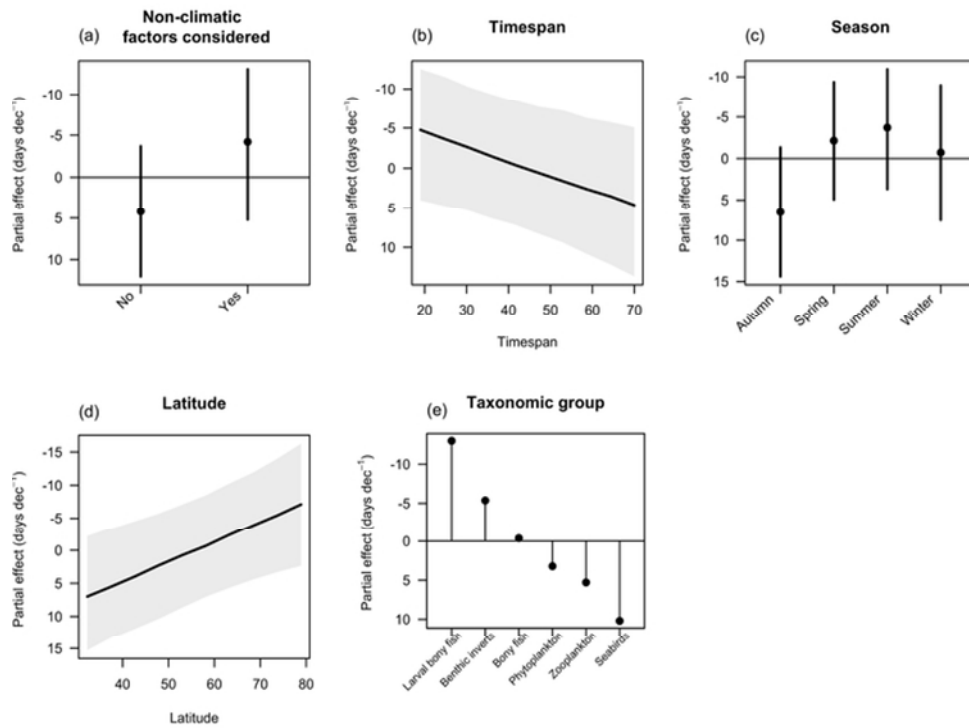 (a)
Non-climatic
factors considered
Partial effect (days dec⁻¹)
-10
-5
0
5
10
No
Yes
(b)
Timespan
Partial effect (days dec⁻¹)
-10
-5
0
5
10
20 30 40 50 60 70
Timespan
(c)
Season
Partial effect (days dec⁻¹)
-10
-5
0
5
10
15
Autumn
Spring
Summer
Winter
(d)
Latitude
Partial effect (days dec⁻¹)
-15
-10
-5
0
5
10
15
40 50 60 70 80
Latitude
(e)
Taxonomic group
Partial effect (days dec⁻¹)
-10
-5
0
5
10
Larval bony fish
Benthic inverts
Bony fish
Phytoplankton
Zooplankton
Seabirds